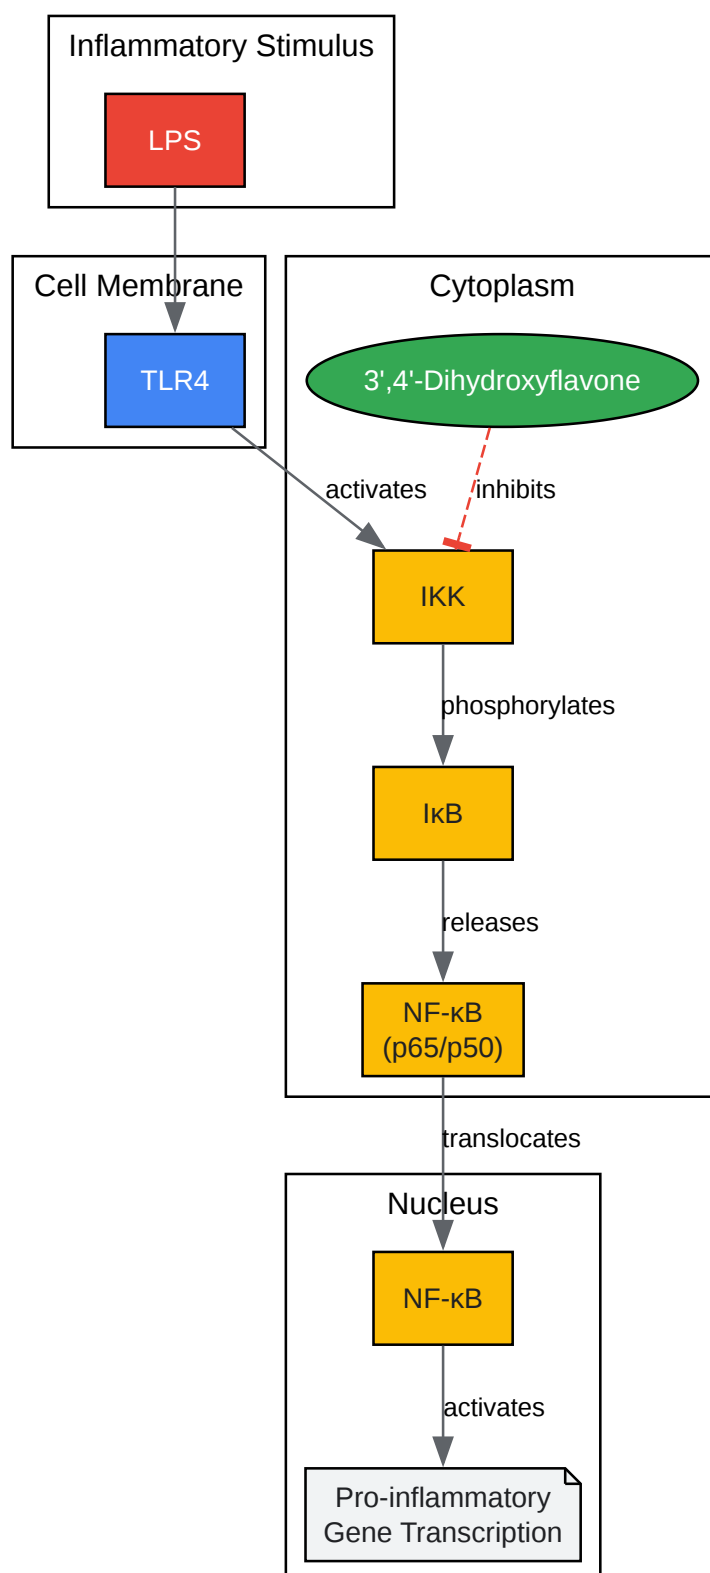 Inflammatory Stimulus
LPS
Cell Membrane
TLR4
Cytoplasm
3',4'-Dihydroxyflavone
activates
inhibits
IKK
phosphorylates
IκB
releases
NF-κB
(p65/p50)
translocates
Nucleus
NF-κB
activates
Pro-inflammatory
Gene Transcription